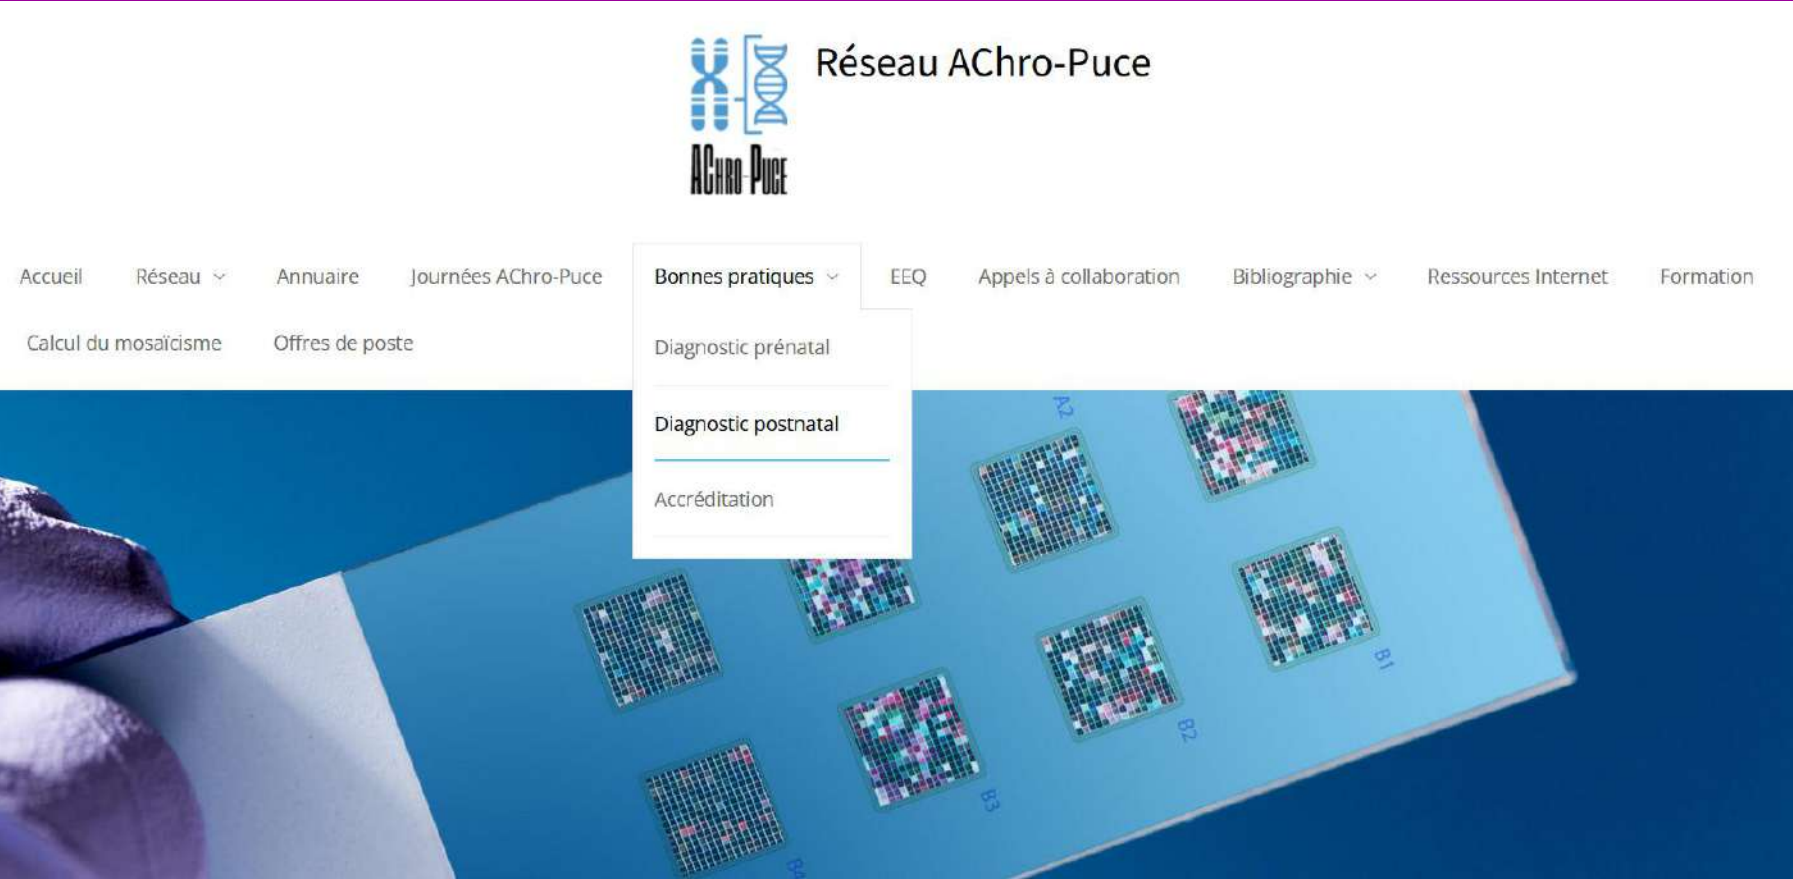 Réseau AChro-Puce
AChro-Puce
Accueil Réseau Annuaire Journées AChro-Puce Bonnes pratiques EEQ Appels à collaboration Bibliographie Ressources Internet Formation
Calcul du mosaïcisme Offres de poste
Diagnostic prénatal
Diagnostic postnatal
Accréditation
A2
B1
B2
B3
B4